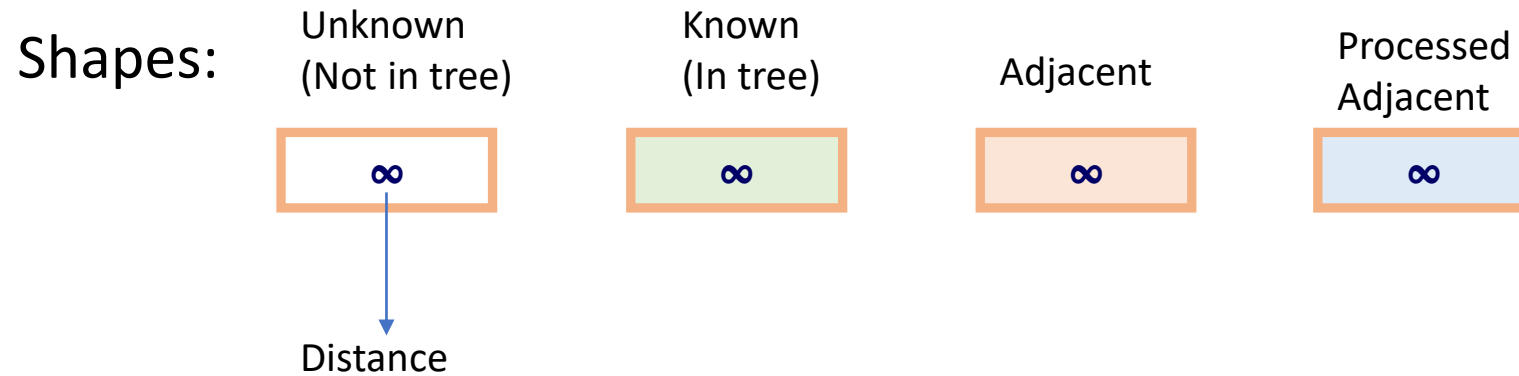 Shapes:
Unknown
(Not in tree)
Known
(In tree)
Adjacent
Processed
Adjacent
∞
∞
∞
∞
Distance